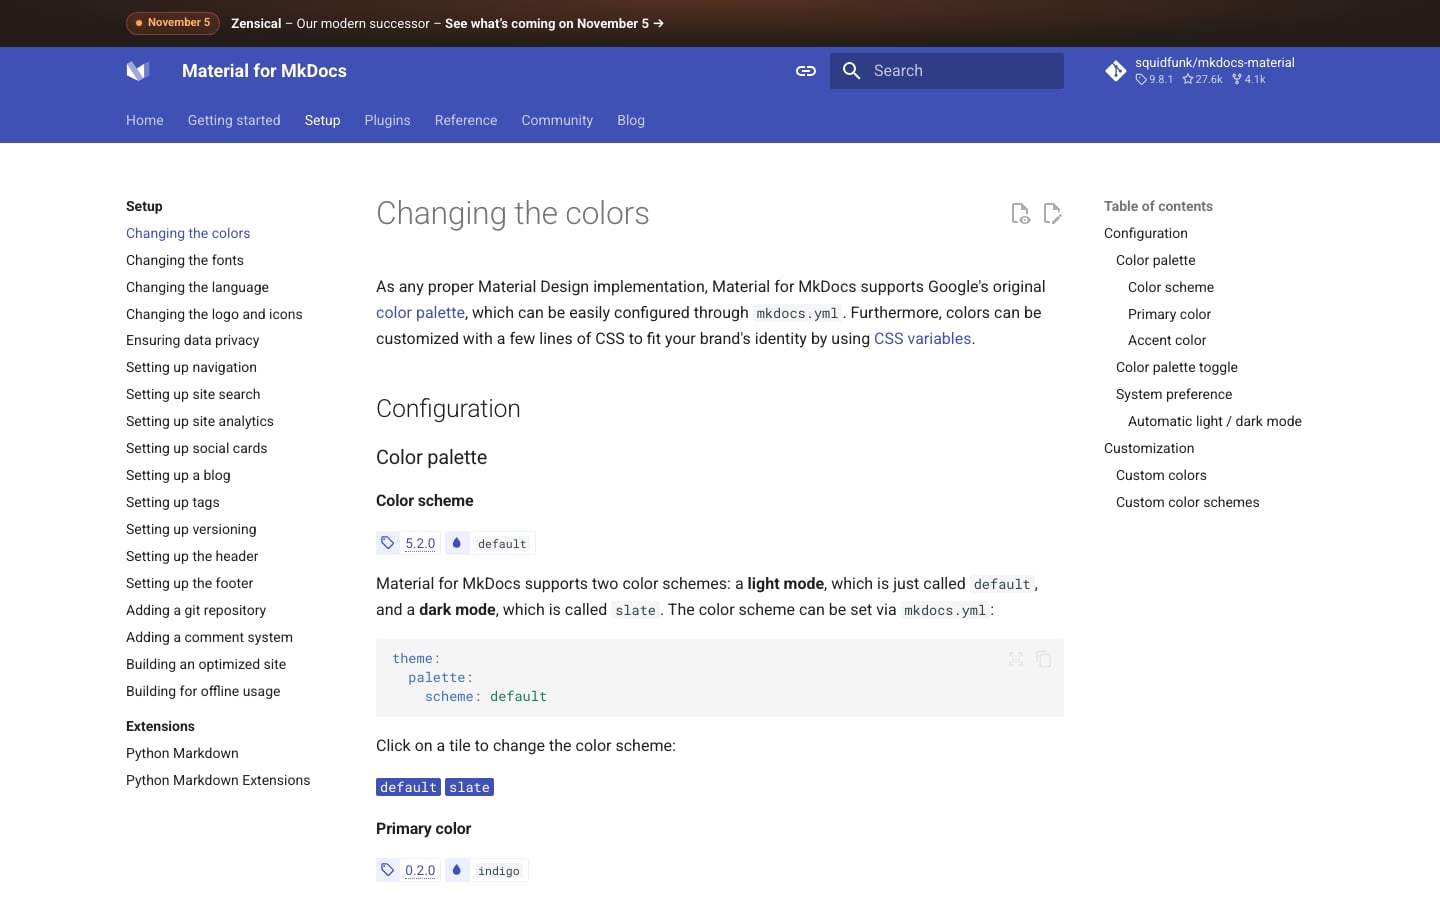 November 5 Zensical – Our modern successor – See what's coming on November 5
Material for MkDocs
Search
squidfunk/mkdocs-material
9.8.1 27.6k 4.1k
Home Getting started Setup Plugins Reference Community Blog
Setup
Changing the colors
Changing the fonts
Changing the language
Changing the logo and icons
Ensuring data privacy
Setting up navigation
Setting up site search
Setting up site analytics
Setting up social cards
Setting up a blog
Setting up tags
Setting up versioning
Setting up the header
Setting up the footer
Adding a git repository
Adding a comment system
Building an optimized site
Building for offline usage
Extensions
Python Markdown
Python Markdown Extensions
Changing the colors
As any proper Material Design implementation, Material for MkDocs supports Google's original
color palette, which can be easily configured through mkdocs.yml. Furthermore, colors can be
customized with a few lines of CSS to fit your brand's identity by using CSS variables.
Configuration
Color palette
Color scheme
5.2.0 default
Material for MkDocs supports two color schemes: a light mode, which is just called default,
and a dark mode, which is called slate. The color scheme can be set via mkdocs.yml:
theme:
palette:
scheme: default
Click on a tile to change the color scheme:
default slate
Primary color
0.2.0 indigo
Table of contents
Configuration
Color palette
Color scheme
Primary color
Accent color
Color palette toggle
System preference
Automatic light / dark mode
Customization
Custom colors
Custom color schemes